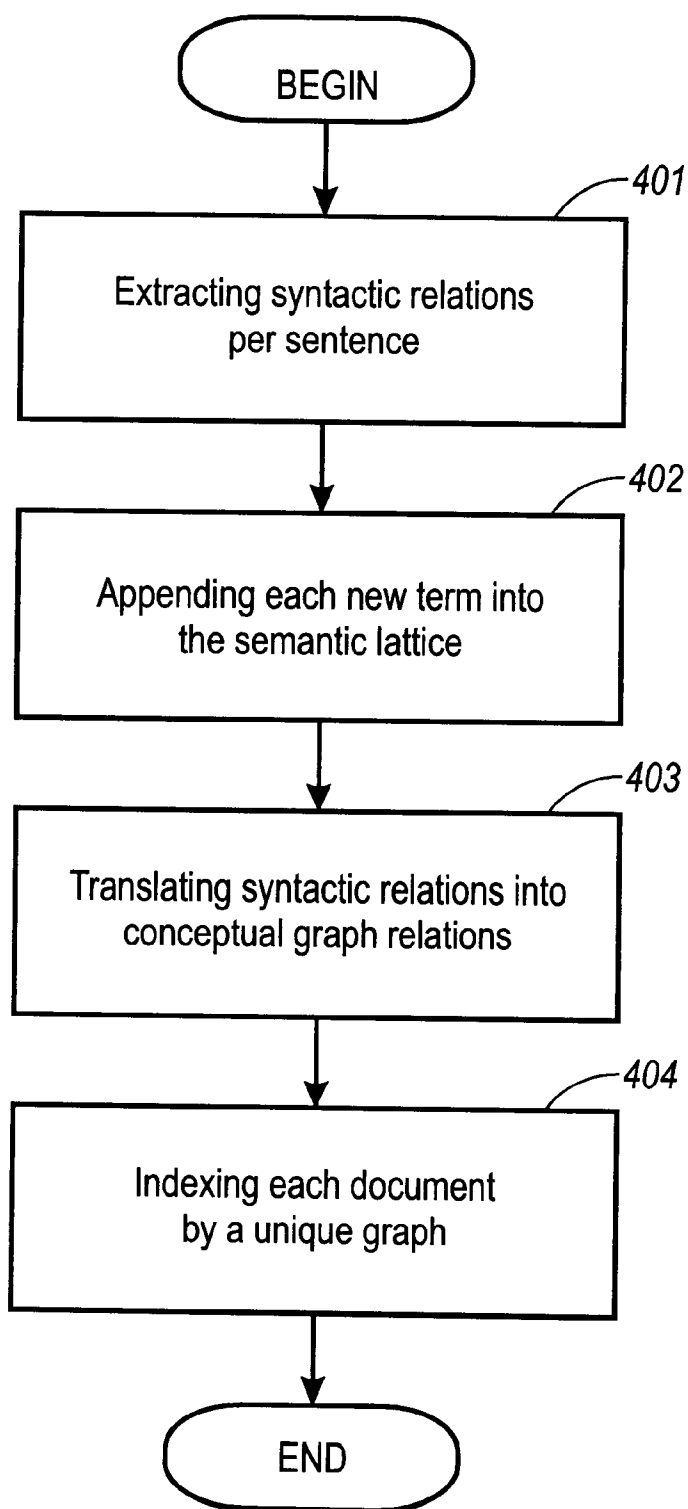 BEGIN
401
Extracting syntactic relations
per sentence
402
Appending each new term into
the semantic lattice
403
Translating syntactic relations into
conceptual graph relations
404
Indexing each document
by a unique graph
END